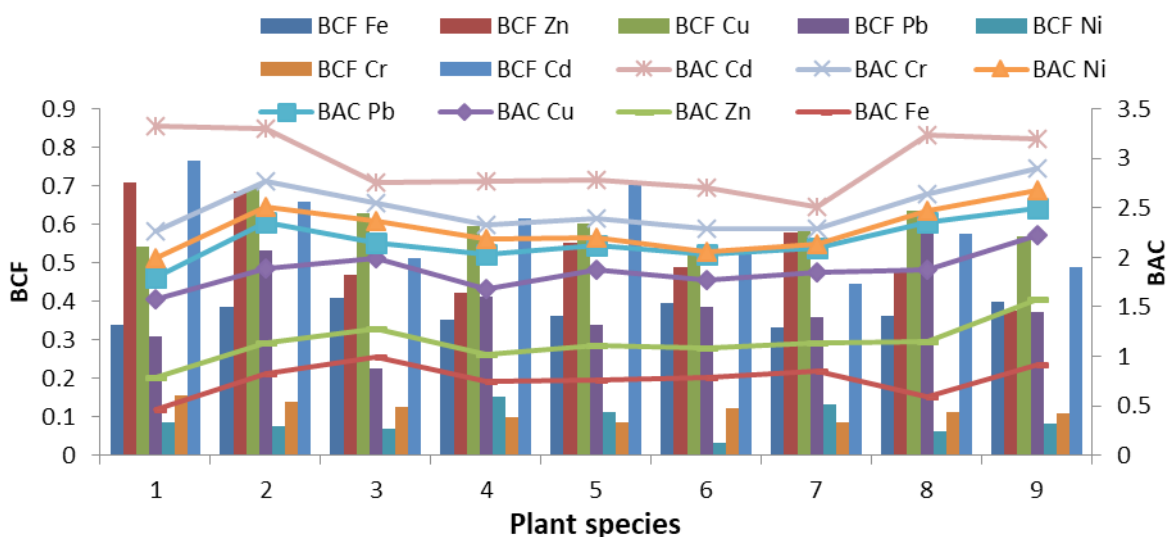 BCF Fe BCF Zn BCF Cu BCF Pb BCF Ni
BCF Cr BCF Cd BAC Cd BAC Cr BAC Ni
BAC Pb BAC Cu BAC Zn BAC Fe
0.9
0.8
0.7
0.6
0.5
0.4
0.3
0.2
0.1
0
BCF
3.5
3
2.5
2
1.5
1
0.5
0
BAC
1 2 3 4 5 6 7 8 9
Plant species